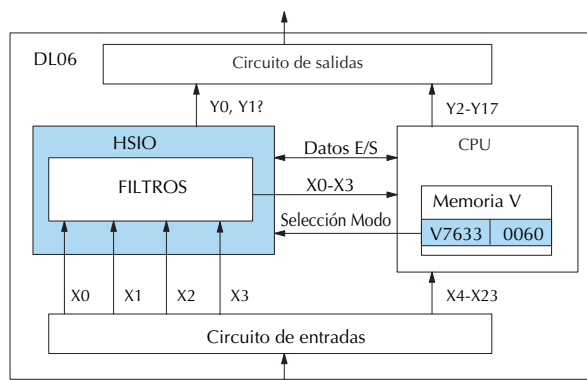 DL06
Circuito de salidas
Y0, Y1?
Y2-Y17
HSIO
Datos E/S
CPU
FILTROS
X0-X3
Memoria V
Selección Modo
V7633
0060
X0
X1
X2
X3
X4-X23
Circuito de entradas